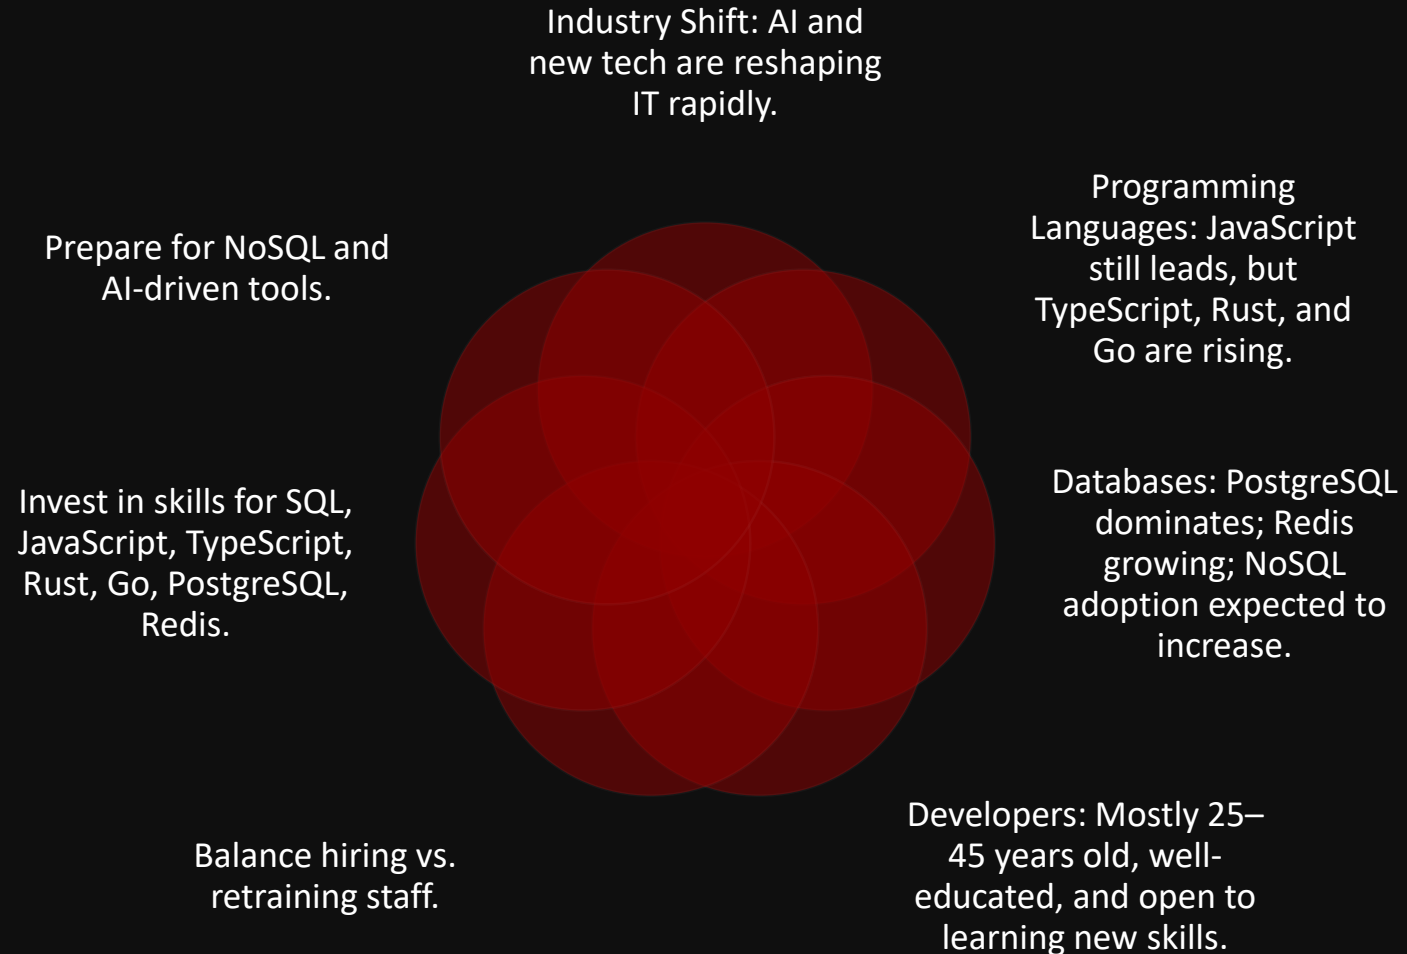 Industry Shift: AI and
new tech are reshaping
IT rapidly.
Programming
Languages: JavaScript
still leads, but
TypeScript, Rust, and
Go are rising.
Databases: PostgreSQL
dominates; Redis
growing; NoSQL
adoption expected to
increase.
Developers: Mostly 25–
45 years old, well-
educated, and open to
learning new skills.
Balance hiring vs.
retraining staff.
Invest in skills for SQL,
JavaScript, TypeScript,
Rust, Go, PostgreSQL,
Redis.
Prepare for NoSQL and
AI-driven tools.